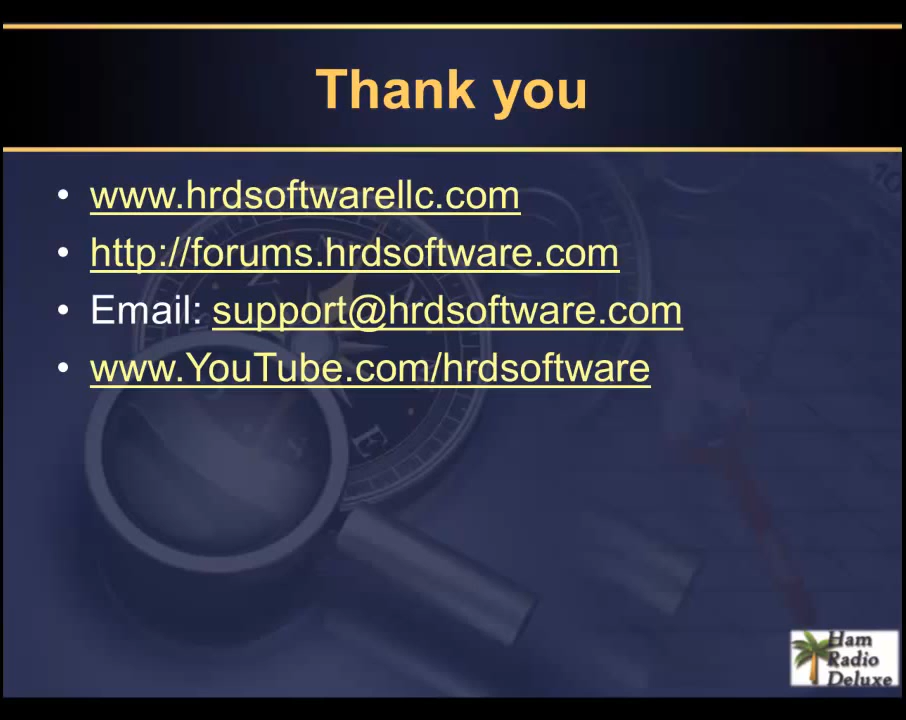 Thank you
• www.hrdsoftwarellc.com
• http://forums.hrdsoftware.com
• Email: support@hrdsoftware.com
• www.YouTube.com/hrdsoftware
Ham
Radio
Deluxe